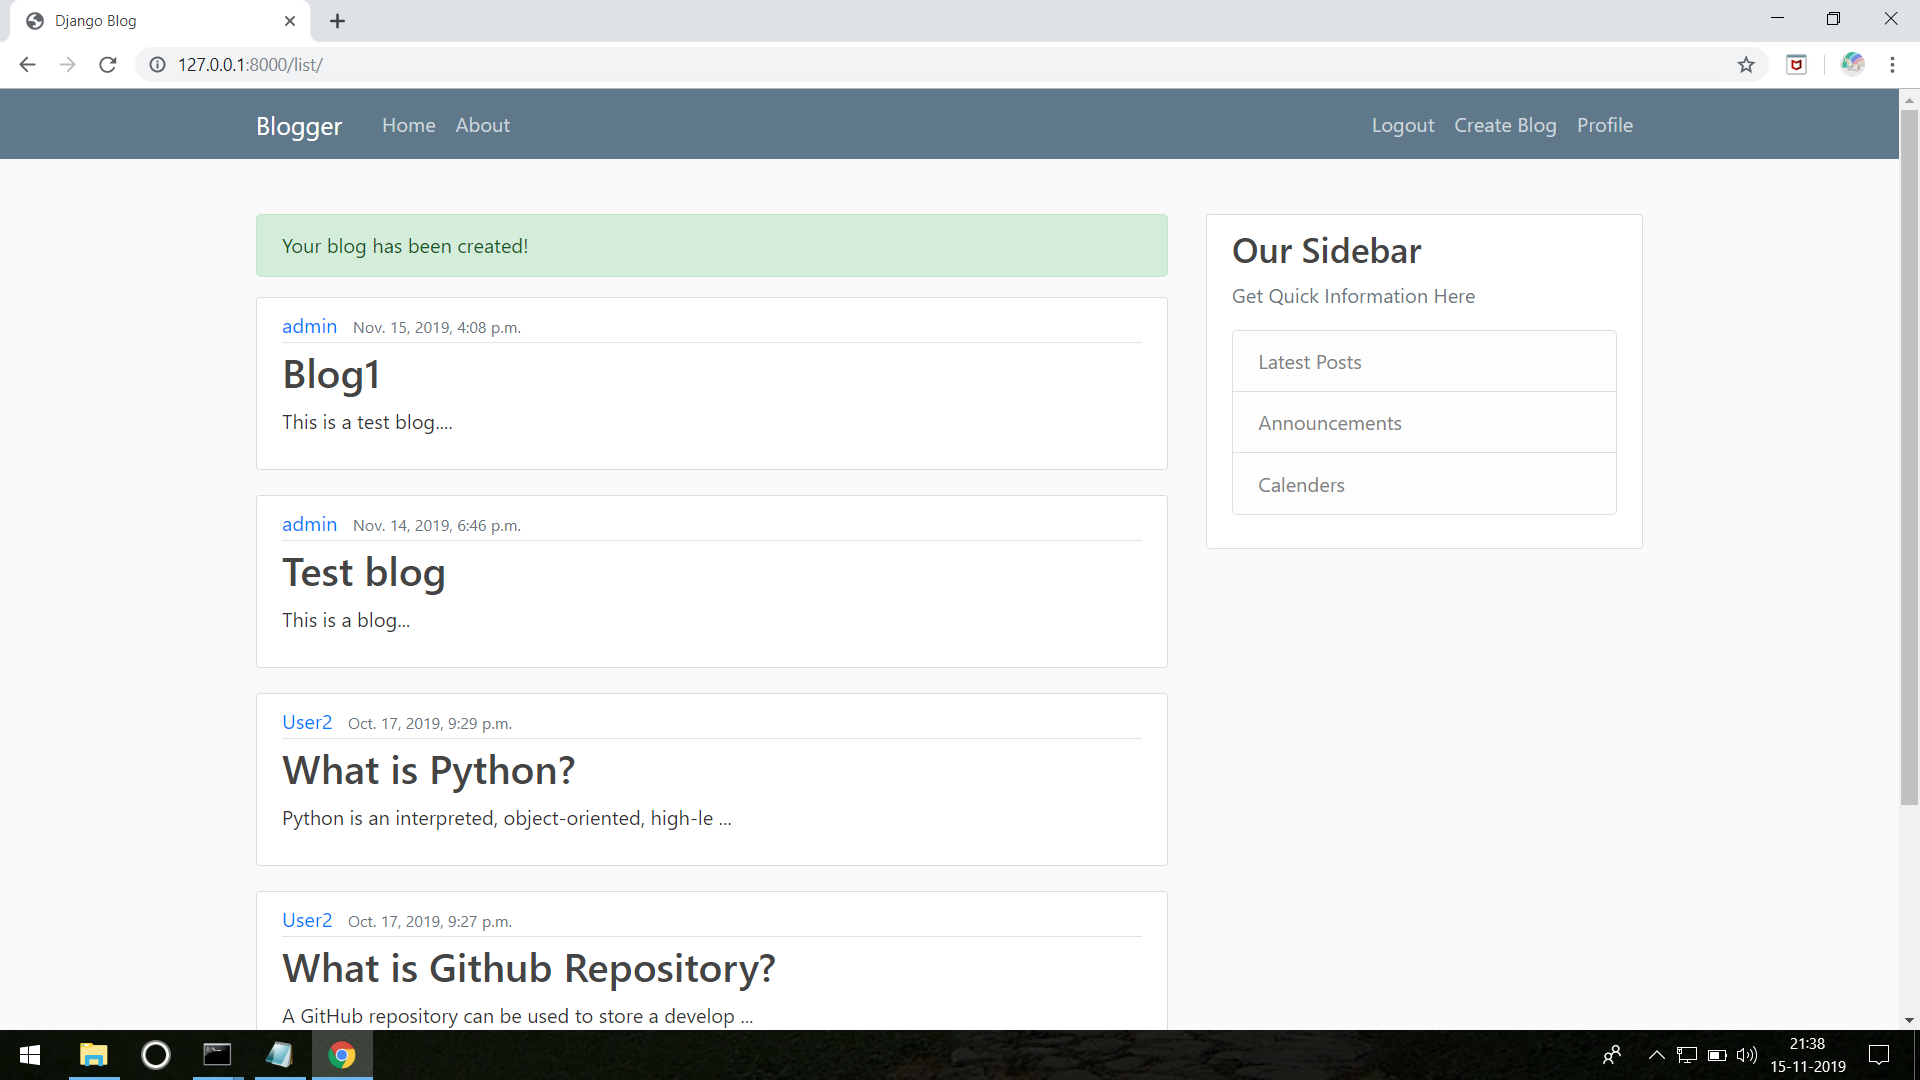 Django Blog
127.0.0.1:8000/list/
Blogger Home About Logout Create Blog Profile
Your blog has been created!
admin Nov. 15, 2019, 4:08 p.m.
Blog1
This is a test blog....
admin Nov. 14, 2019, 6:46 p.m.
Test blog
This is a blog...
User2 Oct. 17, 2019, 9:29 p.m.
What is Python?
Python is an interpreted, object-oriented, high-le ...
User2 Oct. 17, 2019, 9:27 p.m.
What is Github Repository?
A GitHub repository can be used to store a develop ...
Our Sidebar
Get Quick Information Here
Latest Posts
Announcements
Calenders
21:38
15-11-2019